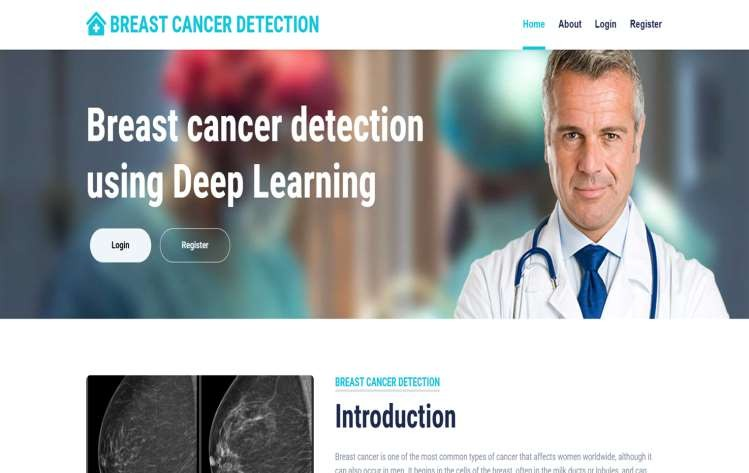 BREAST CANCER DETECTION
Home About Login Register
Breast cancer detection
using Deep Learning
Login Register
BREAST CANCER DETECTION
Introduction
Breast cancer is one of the most common types of cancer that affects women worldwide, although it
can also occur in men. It begins in the cells of the breast, often in the milk ducts or lobules, and can